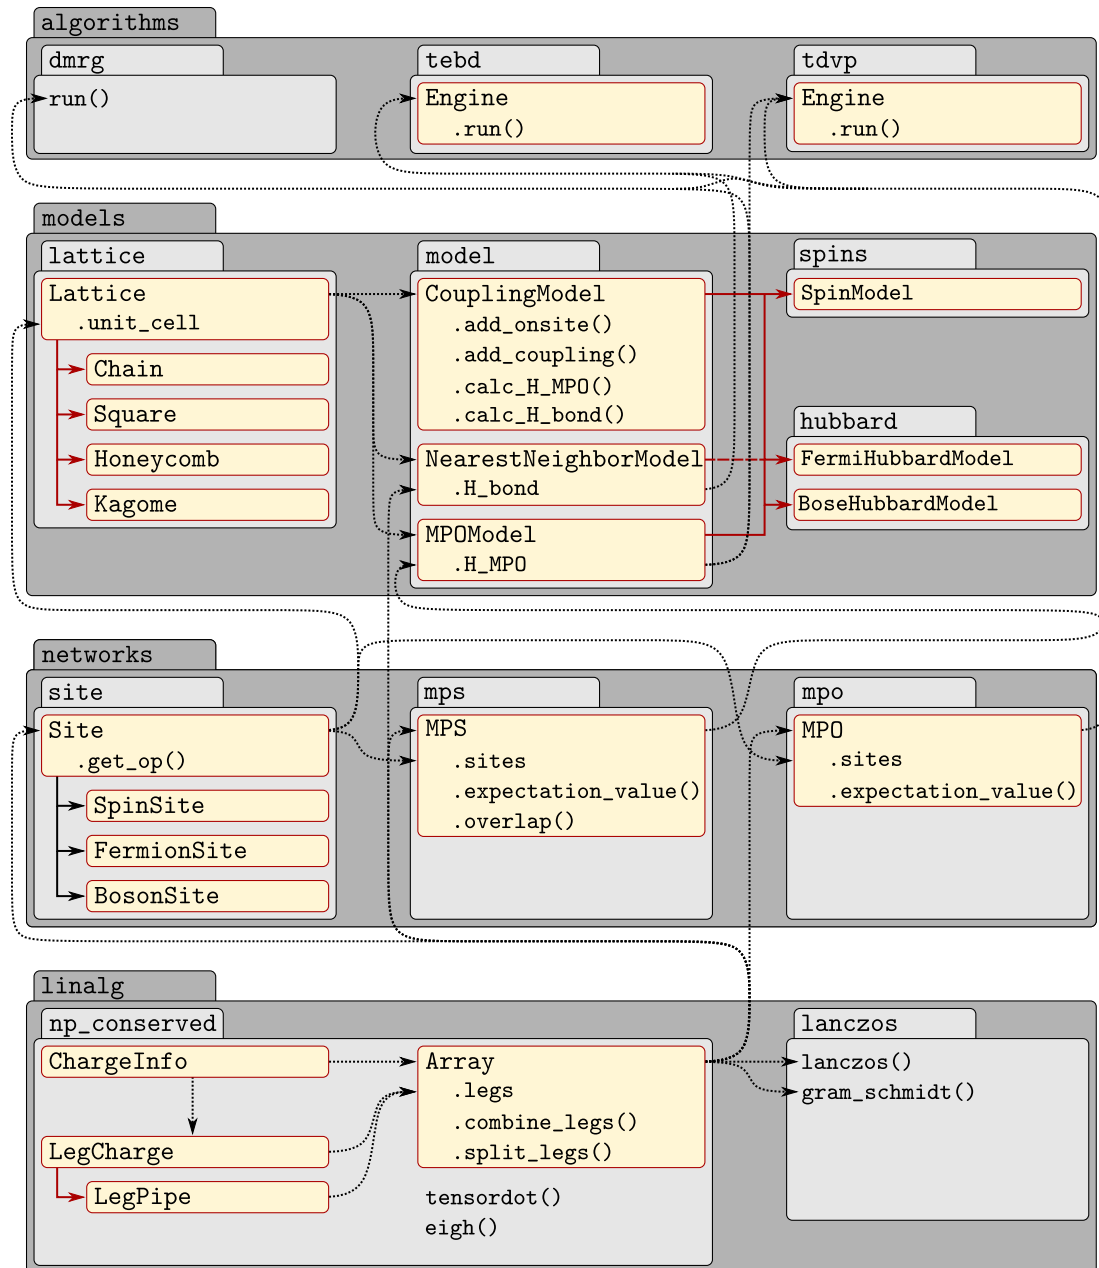 algorithms
dmrg
run()
tebd
Engine
.run()
tdvp
Engine
.run()
models
lattice
Lattice
.unit_cell
Chain
Square
Honeycomb
Kagome
model
CouplingModel
.add_onsite()
.add_coupling()
.calc_H_MPO()
.calc_H_bond()
NearestNeighborModel
.H_bond
MPOModel
.H_MPO
spins
SpinModel
hubbard
FermiHubbardModel
BoseHubbardModel
networks
site
Site
.get_op()
SpinSite
FermionSite
BosonSite
mps
MPS
.sites
.expectation_value()
.overlap()
mpo
MPO
.sites
.expectation_value()
linalg
np_conserved
ChargeInfo
LegCharge
LegPipe
Array
.legs
.combine_legs()
.split_legs()
tensordot()
eigh()
lanczos
lanczos()
gram_schmidt()